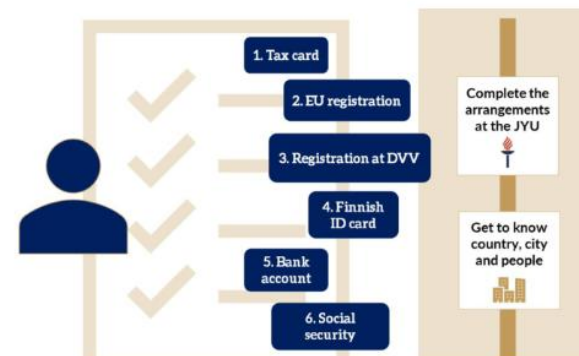 1. Tax card
2. EU registration
3. Registration at DVV
4. Finnish
ID card
5. Bank
account
6. Social
security
Complete the
arrangements
at the JYU
Get to know
country, city
and people